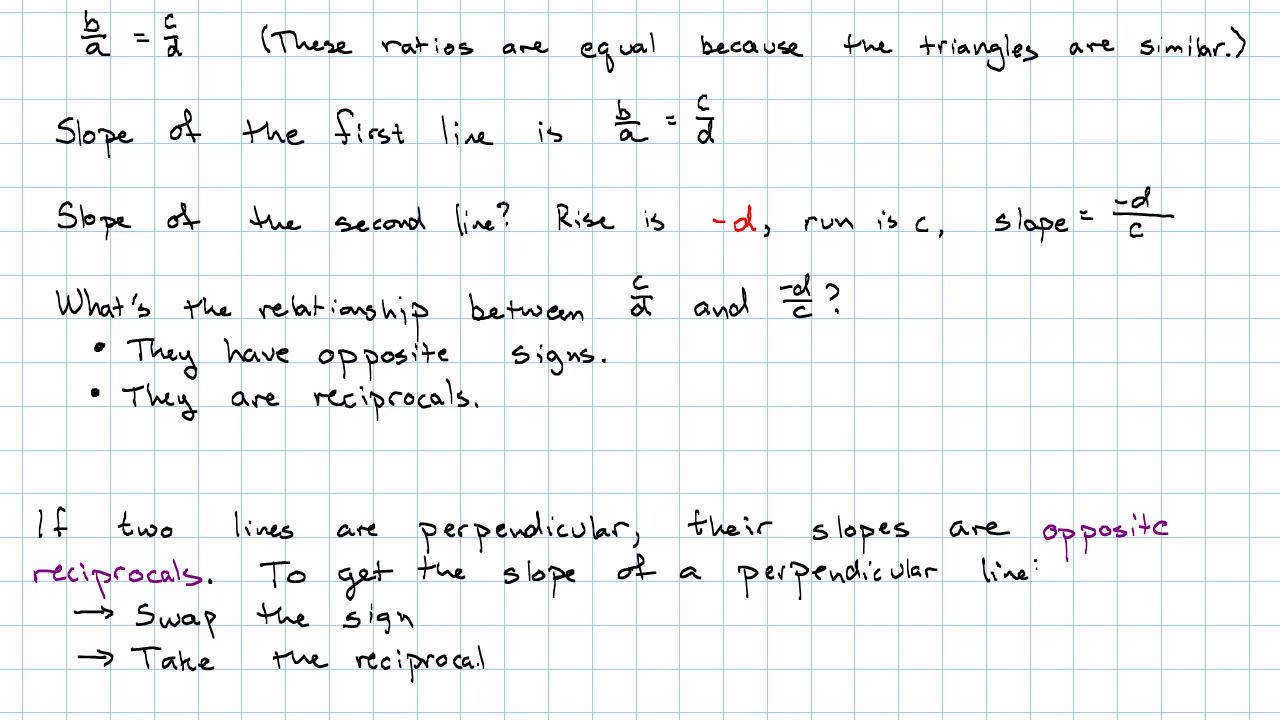 b/a = c/d (These ratios are equal because the triangles are similar.)
Slope of the first line is b/a = c/d
Slope of the second line? Rise is -d, run is c, slope = -d/c
What's the relationship between c/d and -d/c?
• They have opposite signs.
• They are reciprocals.
If two lines are perpendicular, their slopes are opposite
reciprocals. To get the slope of a perpendicular line:
→ Swap the sign
→ Take the reciprocal